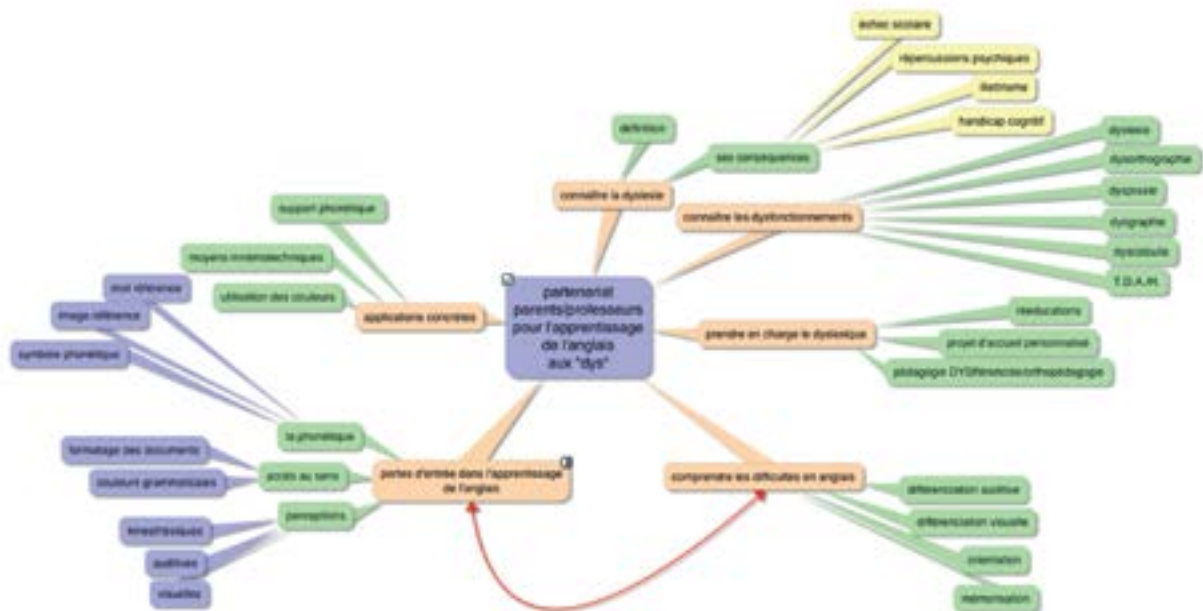 échec scolaire
répercussions psychiques
illettrisme
handicap cognitif
définition
ses conséquences
connaître la dyslexie
dyslexie
dysorthographie
dysphasie
dysgraphie
dyscalculie
T.D.A.H.
connaître les dysfonctionnements
support phonétique
moyens mnémotechniques
utilisation des couleurs
applications concrètes
partenariat
parents/professeurs
pour l'apprentissage
de l'anglais
aux "dys"
prendre en charge le dyslexique
rééducations
projet d'accueil personnalisé
pédagogie DYSférenciée/orthopédagogie
mot référence
image référence
symbole phonétique
la phonétique
formatage des documents
couleurs grammaticales
accès au sens
portes d'entrée dans l'apprentissage
de l'anglais
perceptions
kinesthésiques
auditives
visuelles
comprendre les difficultés en anglais
différenciation auditive
différenciation visuelle
orientation
mémorisation